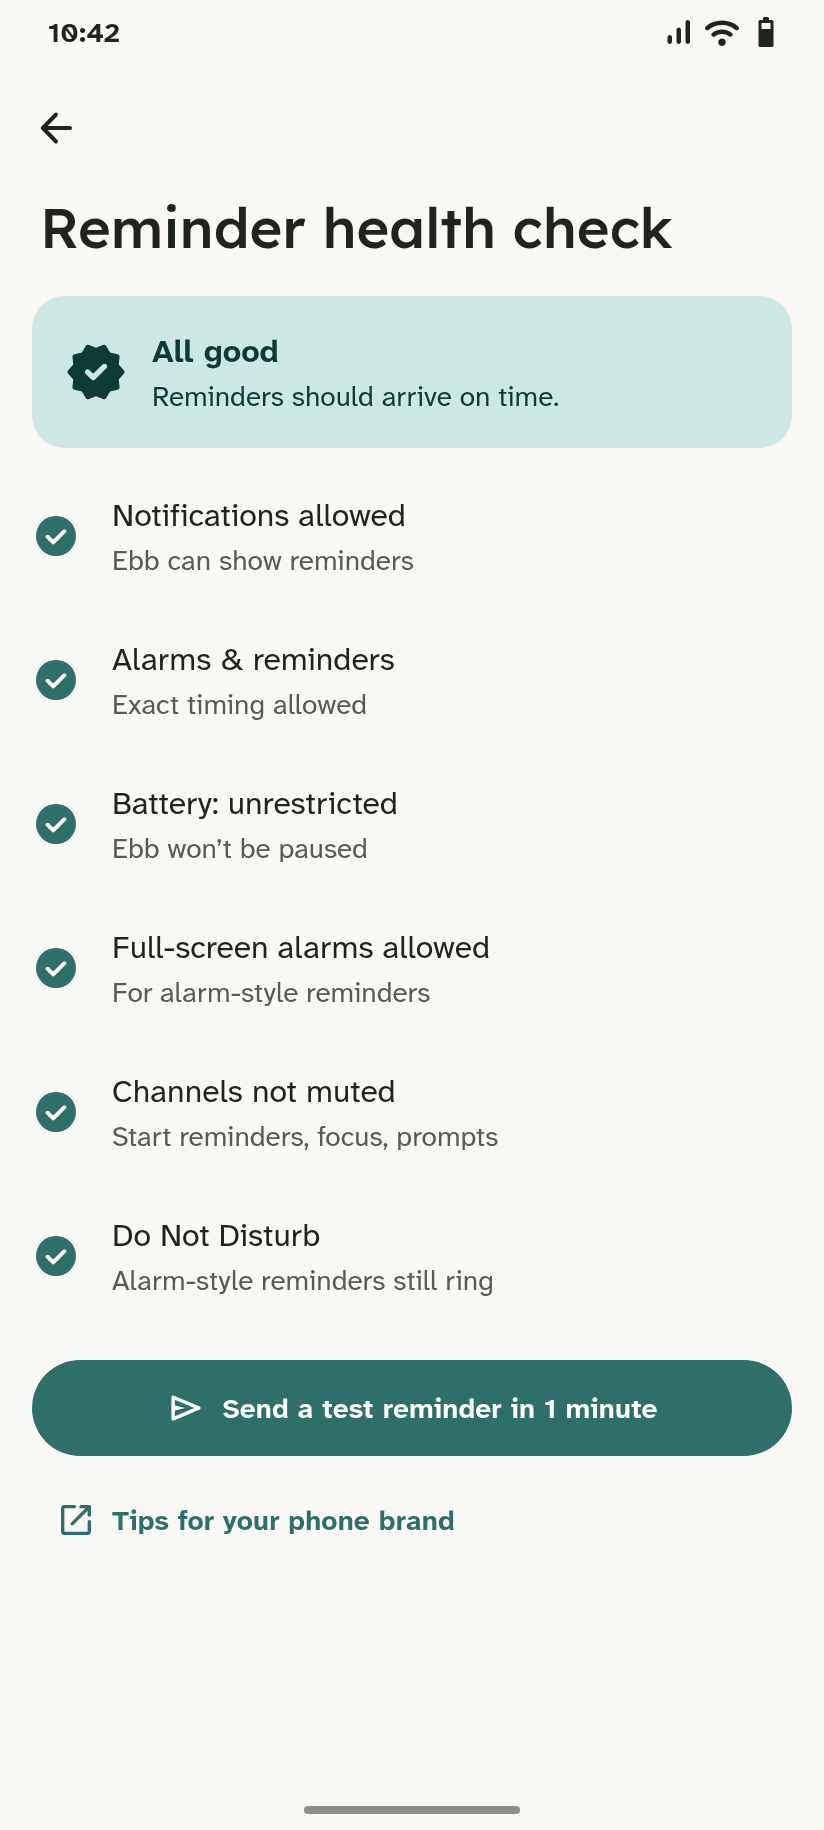 10:42
Reminder health check
All good
Reminders should arrive on time.
Notifications allowed
Ebb can show reminders
Alarms & reminders
Exact timing allowed
Battery: unrestricted
Ebb won’t be paused
Full-screen alarms allowed
For alarm-style reminders
Channels not muted
Start reminders, focus, prompts
Do Not Disturb
Alarm-style reminders still ring
Send a test reminder in 1 minute
Tips for your phone brand